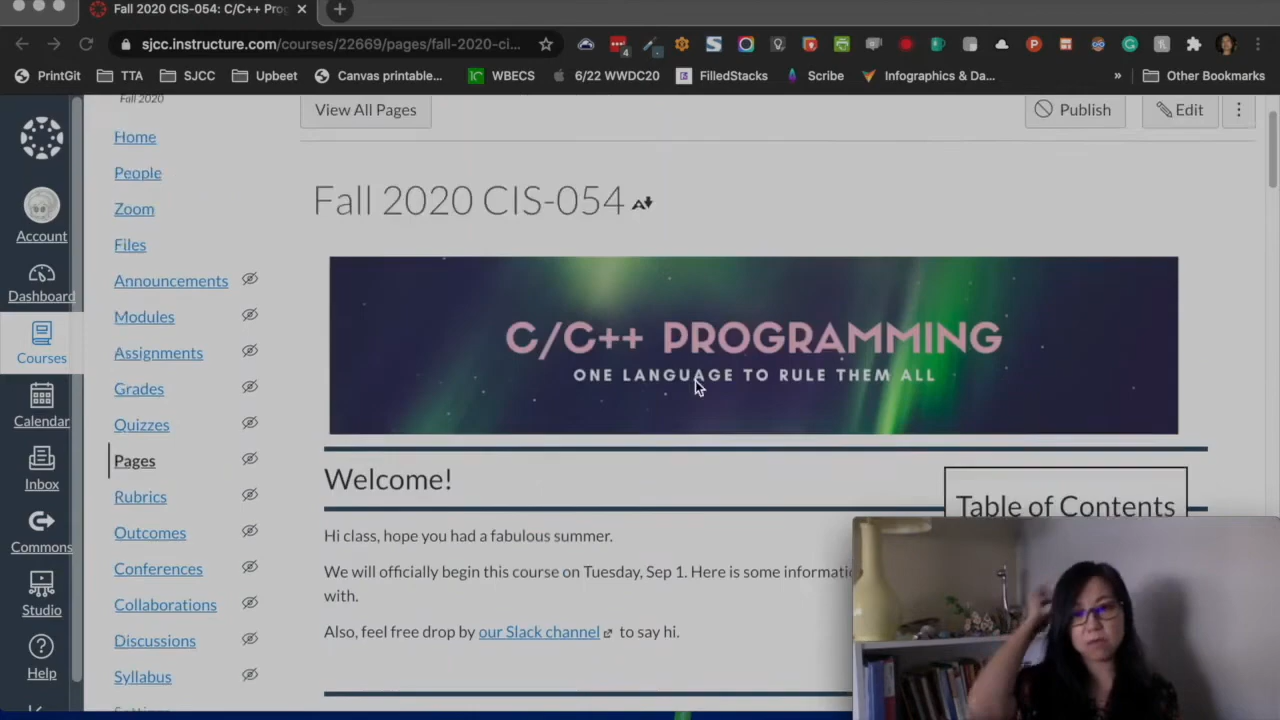 Fall 2020 CIS-054: C/C++ Prog
sjcc.instructure.com/courses/22669/pages/fall-2020-ci...
PrintGit TTA SJCC Upbeet Canvas printable... WBECS 6/22 WWDC20 FilledStacks Scribe Infographics & Da... » Other Bookmarks
Fall 2020
View All Pages
Publish
Edit
Home
People
Zoom
Files
Announcements
Modules
Assignments
Grades
Quizzes
Pages
Rubrics
Outcomes
Conferences
Collaborations
Discussions
Syllabus
Account
Dashboard
Courses
Calendar
Inbox
Commons
Studio
Help
Fall 2020 CIS-054
C/C++ PROGRAMMING
ONE LANGUAGE TO RULE THEM ALL
Welcome!
Table of Contents
Hi class, hope you had a fabulous summer.
We will officially begin this course on Tuesday, Sep 1. Here is some informati
with.
Also, feel free drop by our Slack channel to say hi.